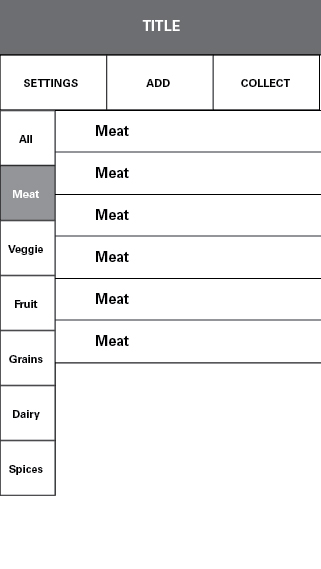 TITLE
SETTINGS ADD COLLECT
All
Meat
Veggie
Fruit
Grains
Dairy
Spices
Meat
Meat
Meat
Meat
Meat
Meat